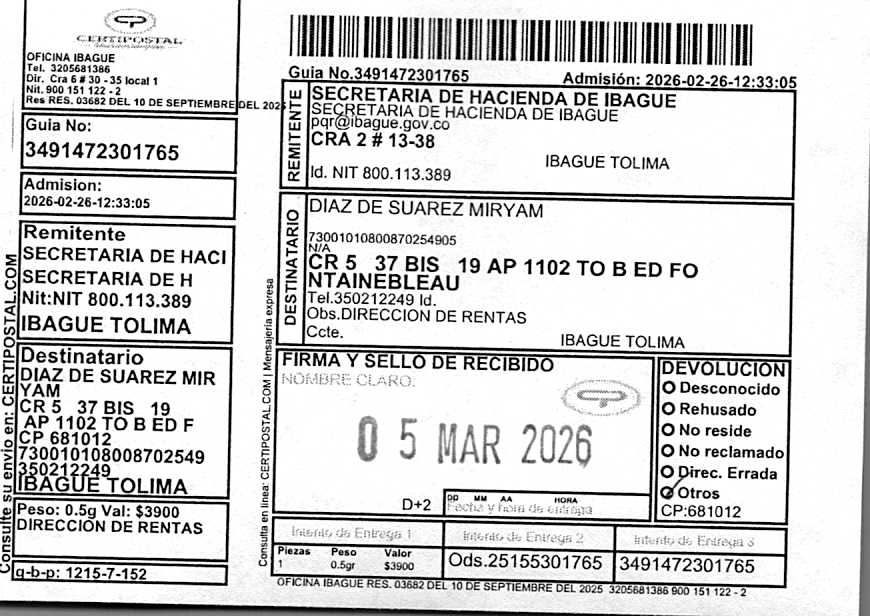 CERTIPOSTAL
OFICINA IBAGUE
Tel. 3205681386
Dir. Cra 6 # 30 - 35 local 1
Nit. 900 151 122 - 2
Res RES. 03682 DEL 10 DE SEPTIEMBRE DEL 2025
Guia No:
3491472301765
Admision:
2026-02-26-12:33:05
Remitente
SECRETARIA DE HACI
SECRETARIA DE H
Nit:NIT 800.113.389
IBAGUE TOLIMA
Destinatario
DIAZ DE SUAREZ MIR
YAM
CR 5 37 BIS 19
AP 1102 TO B ED F
CP 681012
730010108008702549
350212249
IBAGUE TOLIMA
Peso: 0.5g Val: $3900
DIRECCIÓN DE RENTAS
q-b-p: 1215-7-152
Consulte su envio en: CERTIPOSTAL.COM
Guia No.3491472301765 Admisión: 2026-02-26-12:33:05
REMITENTE
SECRETARIA DE HACIENDA DE IBAGUE
SECRETARIA DE HACIENDA DE IBAGUE
pqr@ibague.gov.co
CRA 2 # 13-38
IBAGUE TOLIMA
Id. NIT 800.113.389
DESTINATARIO
DIAZ DE SUAREZ MIRYAM
73001010800870254905
N/A
CR 5 37 BIS 19 AP 1102 TO B ED FO
NTAINEBLEAU
Tel.350212249 Id.
Obs.DIRECCION DE RENTAS
Ccte.
IBAGUE TOLIMA
Consulta en linea: CERTIPOSTAL.COM | Mensajeria expresa
FIRMA Y SELLO DE RECIBIDO
NOMBRE CLARO.
0 5 MAR 2026
D+2
DD MM AA HORA
Fecha y hora de entrega
DEVOLUCION
Desconocido
Rehusado
No reside
No reclamado
Direc. Errada
Otros
CP:681012
Intento de Entrega 1
Intento de Entrega 2
Intento de Entrega 3
Piezas Peso Valor
1 0.5gr $3900
Ods.25155301765
3491472301765
OFICINA IBAGUE RES. 03682 DEL 10 DE SEPTIEMBRE DEL 2025 3205681386 900 151 122 - 2